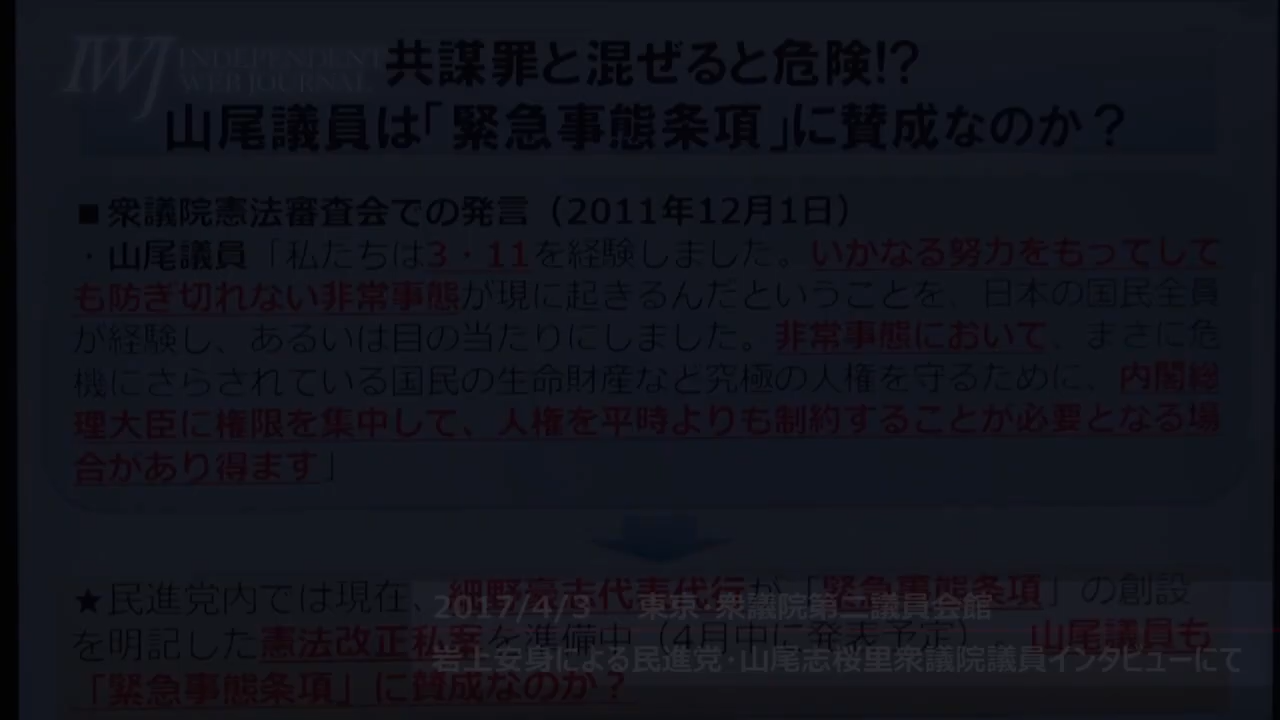 IWJ INDEPENDENT WEB JOURNAL
共謀罪と混ぜると危険!?
山尾議員は「緊急事態条項」に賛成なのか？
■衆議院憲法審査会での発言（2011年12月1日）
・山尾議員「私たちは3・11を経験しました。いかなる努力をもってして
も防ぎ切れない非常事態が現に起きるんだということを、日本の国民全員
が経験し、あるいは目の当たりにしました。非常事態において、まさに危
機にさらされている国民の生命財産など究極の人権を守るために、内閣総
理大臣に権限を集中して、人権を平時よりも制約することが必要となる場
合があり得ます」
★民進党内では現在、細野豪志代表代行が「緊急事態条項」の創設
を明記した憲法改正私案を準備中（4月中に発表予定）。山尾議員も
「緊急事態条項」に賛成なのか？
2017/4/3 東京・衆議院第二議員会館
岩上安身による民進党・山尾志桜里衆議院議員インタビューにて